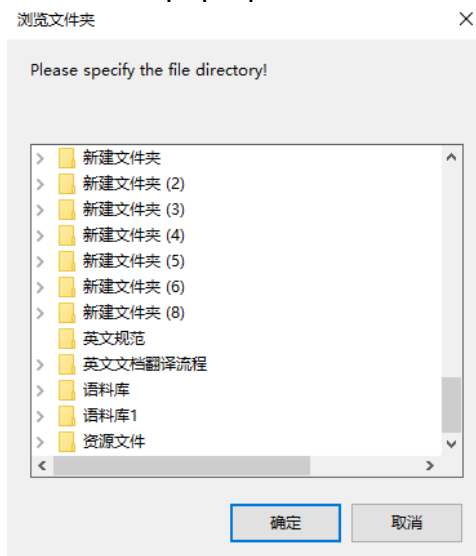 浏览文件夹
Please specify the file directory!
新建文件夹
新建文件夹 (2)
新建文件夹 (3)
新建文件夹 (4)
新建文件夹 (5)
新建文件夹 (6)
新建文件夹 (8)
英文规范
英文文档翻译流程
语料库
语料库1
资源文件
确定
取消